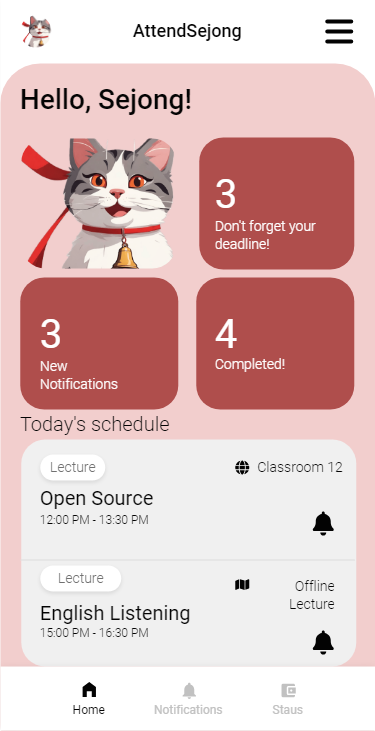 AttendSejong
Hello, Sejong!
3
Don't forget your
deadline!
3
New
Notifications
4
Completed!
Today's schedule
Lecture
Classroom 12
Open Source
12:00 PM - 13:30 PM
Lecture
Offline
Lecture
English Listening
15:00 PM - 16:30 PM
Home
Notifications
Staus